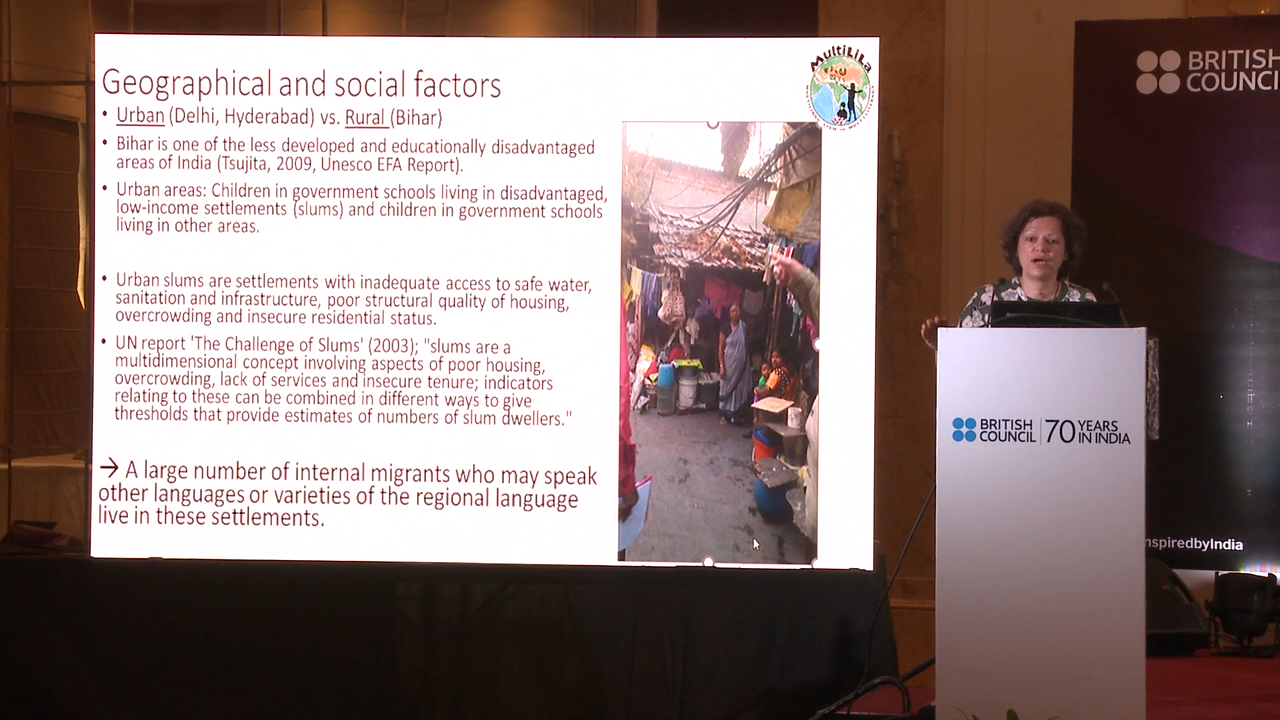 Geographical and social factors
• Urban (Delhi, Hyderabad) vs. Rural (Bihar)
• Bihar is one of the less developed and educationally disadvantaged
areas of India (Tsujita, 2009, Unesco EFA Report).
• Urban areas: Children in government schools living in disadvantaged,
low-income settlements (slums) and children in government schools
living in other areas.
• Urban slums are settlements with inadequate access to safe water,
sanitation and infrastructure, poor structural quality of housing,
overcrowding and insecure residential status.
• UN report 'The Challenge of Slums' (2003); "slums are a
multidimensional concept involving aspects of poor housing,
overcrowding, lack of services and insecure tenure; indicators
relating to these can be combined in different ways to give
thresholds that provide estimates of numbers of slum dwellers."
→ A large number of internal migrants who may speak
other languages or varieties of the regional language
live in these settlements.
MultiLiLa
BRITISH
COUNCI
BRITISH
COUNCIL
70 YEARS
IN INDIA
nspiredbyIndia